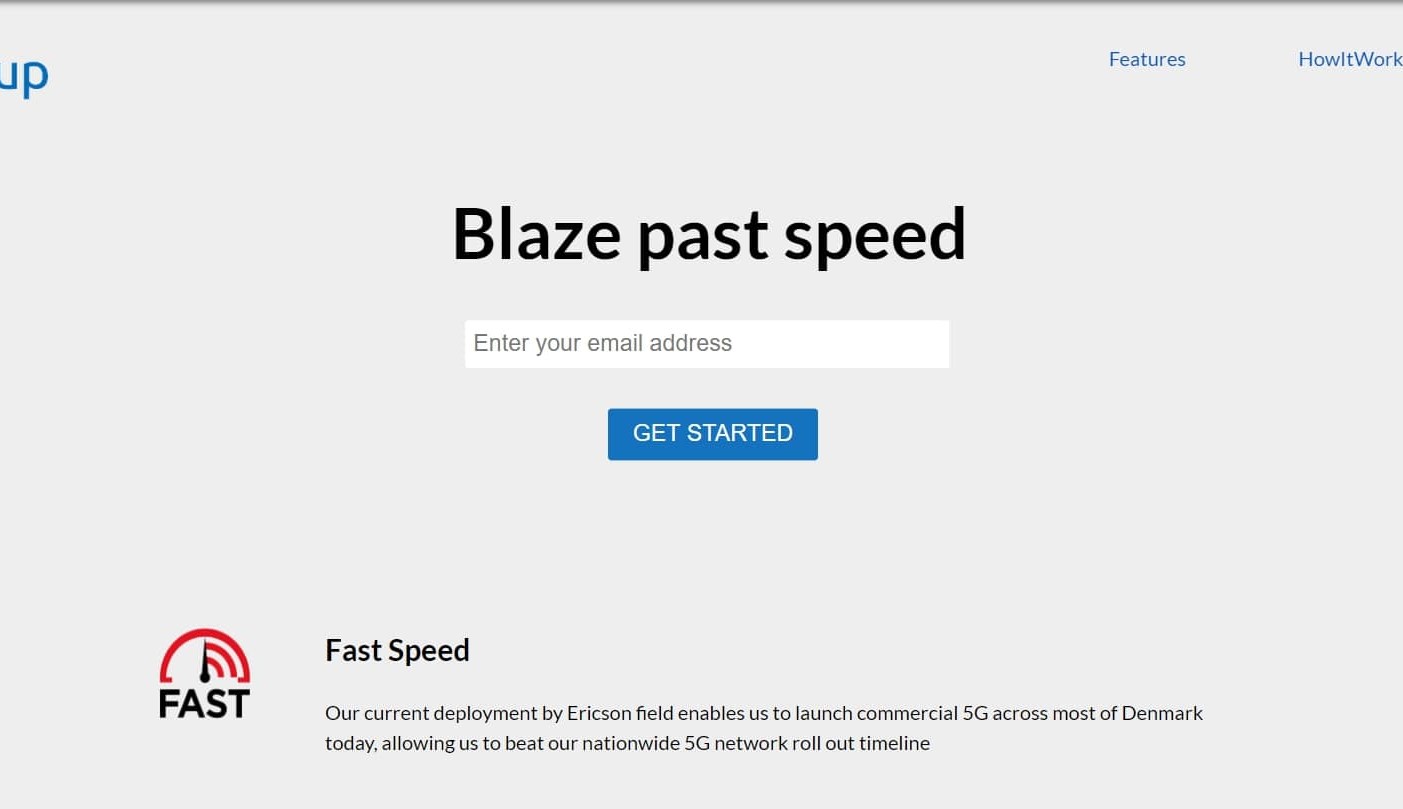 up
Features
HowItWork
Blaze past speed
Enter your email address
GET STARTED
FAST
Fast Speed
Our current deployment by Ericson field enables us to launch commercial 5G across most of Denmark
today, allowing us to beat our nationwide 5G network roll out timeline